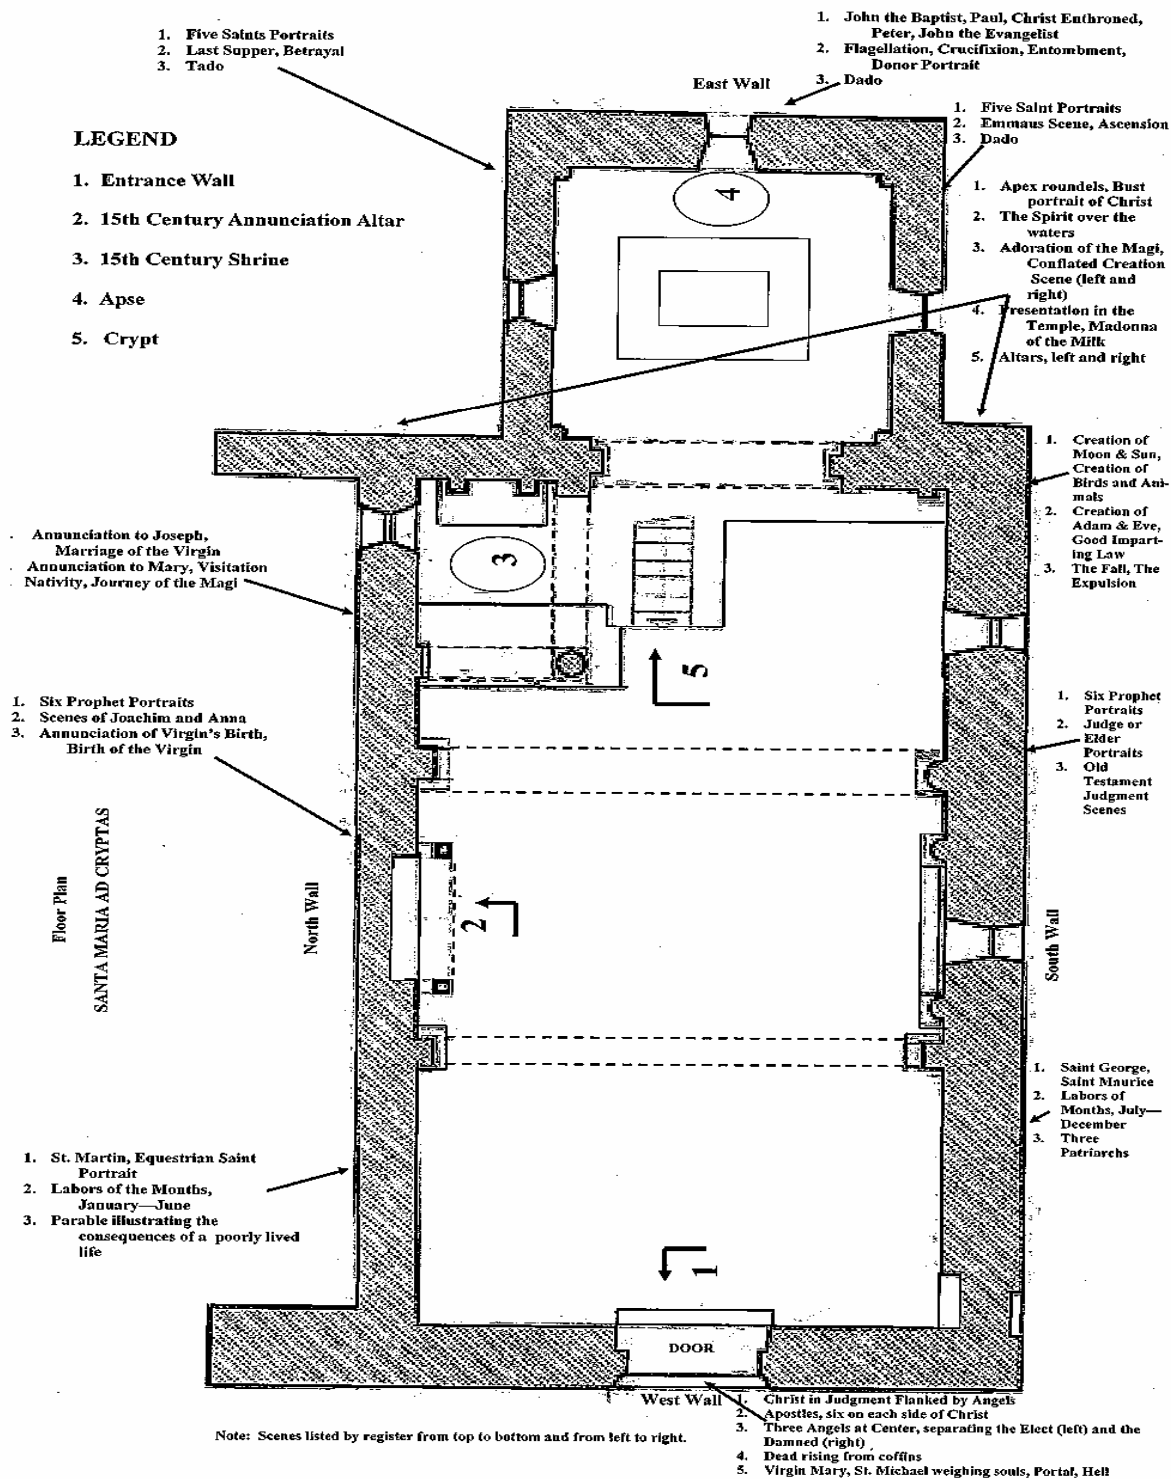 1. Five Saints Portraits
2. Last Supper, Betrayal
3. Tado
1. John the Baptist, Paul, Christ Enthroned,
Peter, John the Evangelist
2. Flagellation, Crucifixion, Entombment,
Donor Portrait
3. Dado
East Wall
1. Five Saint Portraits
2. Emmaus Scene, Ascension
3. Dado
LEGEND
1. Entrance Wall
2. 15th Century Annunciation Altar
3. 15th Century Shrine
4. Apse
5. Crypt
4
1. Apex roundels, Bust
portrait of Christ
2. The Spirit over the
waters
3. Adoration of the Magi,
Conflated Creation
Scene (left and
right)
4. Presentation in the
Temple, Madonna
of the Milk
5. Altars, left and right
1. Creation of
Moon & Sun,
Creation of
Birds and Ani-
mals
2. Creation of
Adam & Eve,
Good Impart-
ing Law
3. The Fall, The
Expulsion
Annunciation to Joseph,
Marriage of the Virgin
Annunciation to Mary, Visitation
Nativity, Journey of the Magi
3
5
1. Six Prophet Portraits
2. Scenes of Joachim and Anna
3. Annunciation of Virgin's Birth,
Birth of the Virgin
1. Six Prophet
Portraits
2. Judge or
Elder
Portraits
3. Old
Testament
Judgment
Scenes
Floor Plan
SANTA MARIA AD CRYPTAS
North Wall
2
South Wall
1. Saint George,
Saint Maurice
2. Labors of
Months, July—
December
3. Three
Patriarchs
1. St. Martin, Equestrian Saint
Portrait
2. Labors of the Months,
January—June
3. Parable illustrating the
consequences of a poorly lived
life
1
DOOR
West Wall
1. Christ in Judgment Flanked by Angels
2. Apostles, six on each side of Christ
3. Three Angels at Center, separating the Elect (left) and the
Damned (right)
4. Dead rising from coffins
5. Virgin Mary, St. Michael weighing souls, Portal, Hell
Note: Scenes listed by register from top to bottom and from left to right.